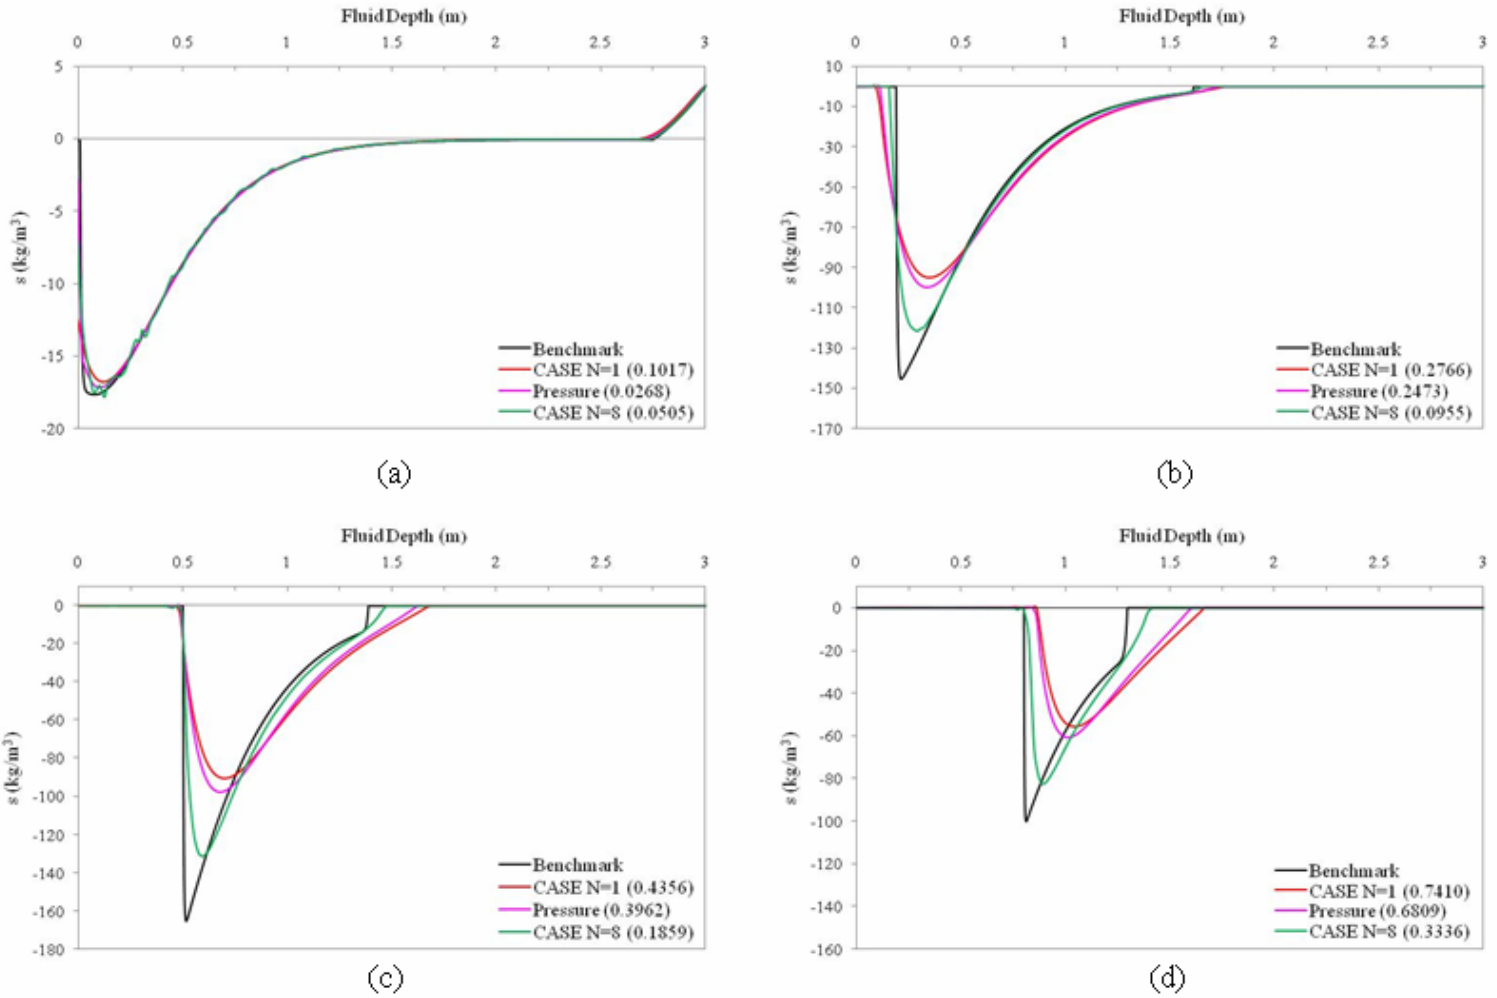 Fluid Depth (m)
0 0.5 1 1.5 2 2.5 3
5
0
-5
-10
-15
-20
s (kg/m³)
Benchmark
CASE N=1 (0.1017)
Pressure (0.0268)
CASE N=8 (0.0505)
(a)
Fluid Depth (m)
0 0.5 1 1.5 2 2.5 3
10
-10
-30
-50
-70
-90
-110
-130
-150
-170
s (kg/m³)
Benchmark
CASE N=1 (0.2766)
Pressure (0.2473)
CASE N=8 (0.0955)
(b)
Fluid Depth (m)
0 0.5 1 1.5 2 2.5 3
0
-20
-40
-60
-80
-100
-120
-140
-160
-180
s (kg/m³)
Benchmark
CASE N=1 (0.4356)
Pressure (0.3962)
CASE N=8 (0.1859)
(c)
Fluid Depth (m)
0 0.5 1 1.5 2 2.5 3
0
-20
-40
-60
-80
-100
-120
-140
-160
s (kg/m³)
Benchmark
CASE N=1 (0.7410)
Pressure (0.6809)
CASE N=8 (0.3336)
(d)